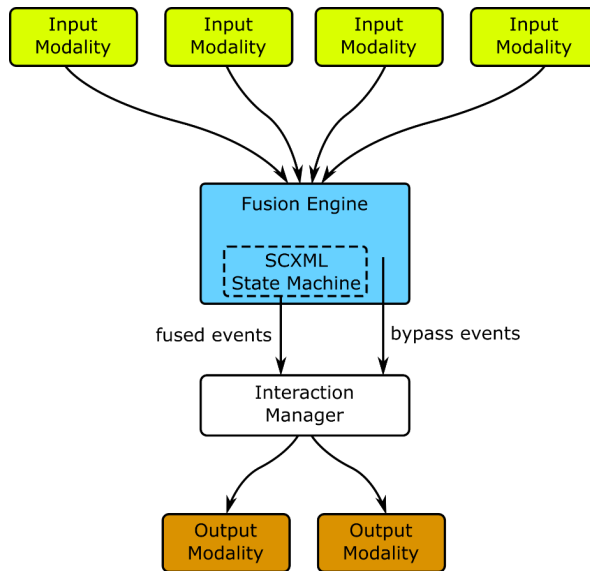 Input
Modality
Input
Modality
Input
Modality
Input
Modality
Fusion Engine
SCXML
State Machine
fused events
bypass events
Interaction
Manager
Output
Modality
Output
Modality